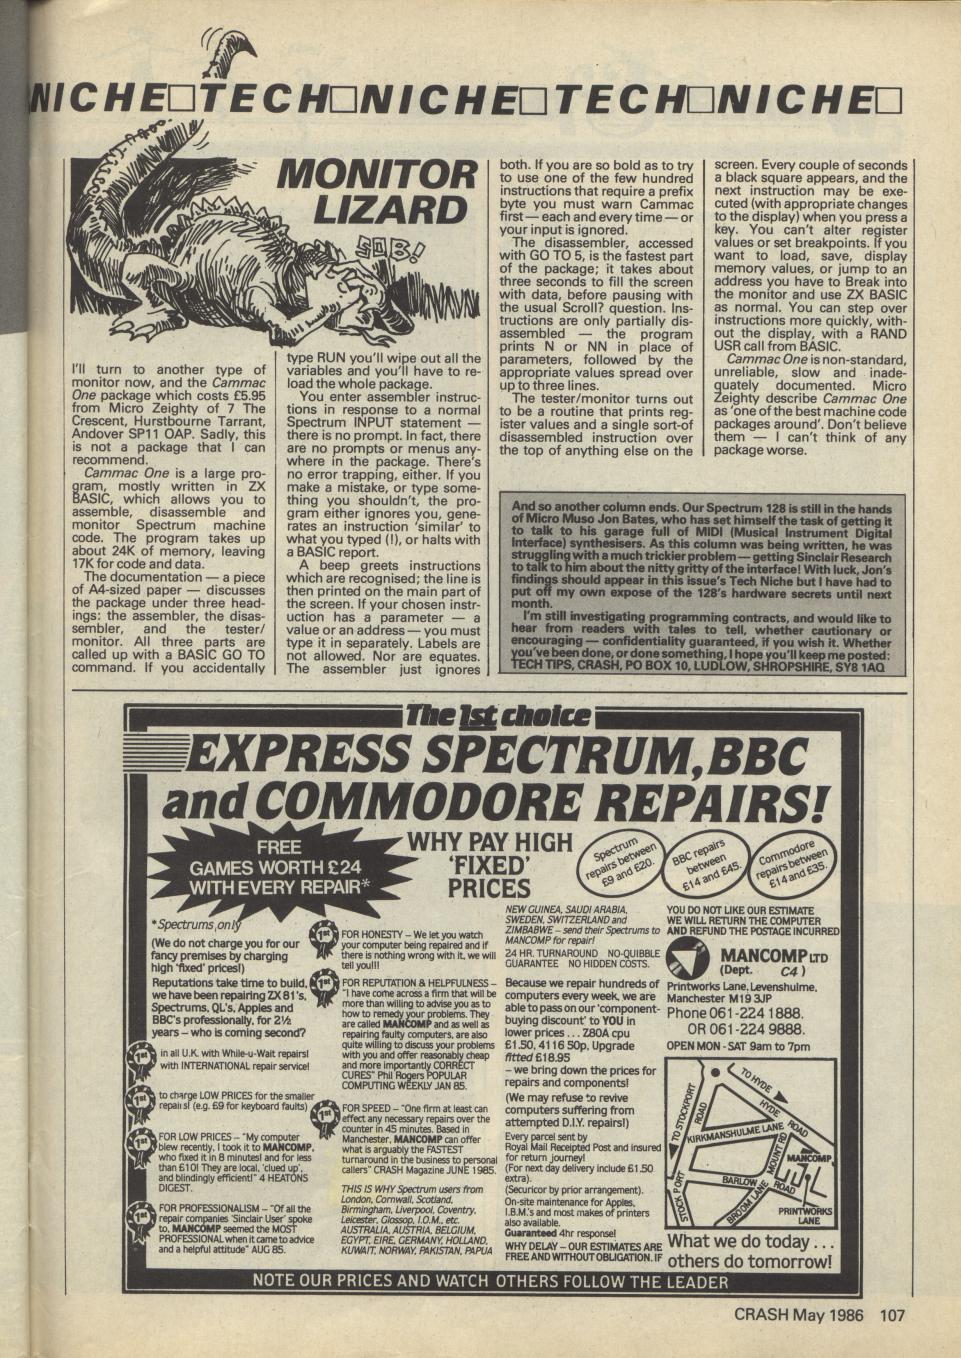 NICHE□TECH□NICHE□TECH□NICHE□
MONITOR
LIZARD
SOB!
I'll turn to another type of
monitor now, and the Cammac
One package which costs £5.95
from Micro Zeighty of 7 The
Crescent, Hurstbourne Tarrant,
Andover SP11 OAP. Sadly, this
is not a package that I can
recommend.
Cammac One is a large pro-
gram, mostly written in ZX
BASIC, which allows you to
assemble, disassemble and
monitor Spectrum machine
code. The program takes up
about 24K of memory, leaving
17K for code and data.
The documentation — a piece
of A4-sized paper — discusses
the package under three head-
ings: the assembler, the disas-
sembler, and the tester/
monitor. All three parts are
called up with a BASIC GO TO
command. If you accidentally
type RUN you'll wipe out all the
variables and you'll have to re-
load the whole package.
You enter assembler instruc-
tions in response to a normal
Spectrum INPUT statement —
there is no prompt. In fact, there
are no prompts or menus any-
where in the package. There's
no error trapping, either. If you
make a mistake, or type some-
thing you shouldn't, the pro-
gram either ignores you, gene-
rates an instruction 'similar' to
what you typed (!), or halts with
a BASIC report.
A beep greets instructions
which are recognised; the line is
then printed on the main part of
the screen. If your chosen instr-
uction has a parameter — a
value or an address — you must
type it in separately. Labels are
not allowed. Nor are equates.
The assembler just ignores
both. If you are so bold as to try
to use one of the few hundred
instructions that require a prefix
byte you must warn Cammac
first — each and every time — or
your input is ignored.
The disassembler, accessed
with GO TO 5, is the fastest part
of the package; it takes about
three seconds to fill the screen
with data, before pausing with
the usual Scroll? question. Ins-
tructions are only partially dis-
assembled — the program
prints N or NN in place of
parameters, followed by the
appropriate values spread over
up to three lines.
The tester/monitor turns out
to be a routine that prints reg-
ister values and a single sort-of
disassembled instruction over
the top of anything else on the
screen. Every couple of seconds
a black square appears, and the
next instruction may be exe-
cuted (with appropriate changes
to the display) when you press a
key. You can't alter register
values or set breakpoints. If you
want to load, save, display
memory values, or jump to an
address you have to Break into
the monitor and use ZX BASIC
as normal. You can step over
instructions more quickly, with-
out the display, with a RAND
USR call from BASIC.
Cammac One is non-standard,
unreliable, slow and inade-
quately documented. Micro
Zeighty describe Cammac One
as 'one of the best machine code
packages around'. Don't believe
them — I can't think of any
package worse.
And so another column ends. Our Spectrum 128 is still in the hands
of Micro Muso Jon Bates, who has set himself the task of getting it
to talk to his garage full of MIDI (Musical Instrument Digital
Interface) synthesisers. As this column was being written, he was
struggling with a much trickier problem — getting Sinclair Research
to talk to him about the nitty gritty of the interface! With luck, Jon's
findings should appear in this issue's Tech Niche but I have had to
put off my own expose of the 128's hardware secrets until next
month.
I'm still investigating programming contracts, and would like to
hear from readers with tales to tell, whether cautionary or
encouraging — confidentiality guaranteed, if you wish it. Whether
you've been done, or done something, I hope you'll keep me posted:
TECH TIPS, CRASH, PO BOX 10, LUDLOW, SHROPSHIRE, SY8 1AQ
The 1st choice
EXPRESS SPECTRUM, BBC
and COMMODORE REPAIRS!
FREE
GAMES WORTH £24
WITH EVERY REPAIR*
WHY PAY HIGH
'FIXED'
PRICES
Spectrum
repairs between
£9 and £20.
BBC repairs
between
£14 and £45.
Commodore
repairs between
£14 and £35.
*Spectrums only
(We do not charge you for our
fancy premises by charging
high 'fixed' prices!)
Reputations take time to build,
we have been repairing ZX 81's,
Spectrums, QL's, Apples and
BBC's professionally, for 2½
years – who is coming second?
1st in all U.K. with While-u-Wait repairs!
with INTERNATIONAL repair service!
1st to charge LOW PRICES for the smaller
repairs! (e.g. £9 for keyboard faults)
1st FOR LOW PRICES – "My computer
blew recently, I took it to MANCOMP,
who fixed it in 8 minutes! and for less
than £10! They are local, 'clued up',
and blindingly efficient!" 4 HEATONS
DIGEST.
1st FOR PROFESSIONALISM – "Of all the
repair companies 'Sinclair User' spoke
to, MANCOMP seemed the MOST
PROFESSIONAL when it came to advice
and a helpful attitude" AUG 85.
1st FOR HONESTY – We let you watch
your computer being repaired and if
there is nothing wrong with it, we will
tell you!!!
1st FOR REPUTATION & HELPFULNESS –
"I have come across a firm that will be
more than willing to advise you as to
how to remedy your problems. They
are called MANCOMP and as well as
repairing faulty computers, are also
quite willing to discuss your problems
with you and offer reasonably cheap
and more importantly CORRECT
CURES" Phil Rogers POPULAR
COMPUTING WEEKLY JAN 85.
1st FOR SPEED – "One firm at least can
effect any necessary repairs over the
counter in 45 minutes. Based in
Manchester, MANCOMP can offer
what is arguably the FASTEST
turnaround in the business to personal
callers" CRASH Magazine JUNE 1985.
THIS IS WHY Spectrum users from
London, Cornwall, Scotland,
Birmingham, Liverpool, Coventry,
Leicester, Glossop, I.O.M., etc.
AUSTRALIA, AUSTRIA, BELGIUM,
EGYPT, EIRE, GERMANY, HOLLAND,
KUWAIT, NORWAY, PAKISTAN, PAPUA
NEW GUINEA, SAUDI ARABIA,
SWEDEN, SWITZERLAND and
ZIMBABWE – send their Spectrums to
MANCOMP for repair!
24 HR. TURNAROUND NO-QUIBBLE
GUARANTEE NO HIDDEN COSTS.
Because we repair hundreds of
computers every week, we are
able to pass on our 'component-
buying discount' to YOU in
lower prices... Z80A cpu
£1.50, 4116 50p, Upgrade
fitted £18.95
– we bring down the prices for
repairs and components!
(We may refuse to revive
computers suffering from
attempted D.I.Y. repairs!)
Every parcel sent by
Royal Mail Receipted Post and insured
for return journey!
(For next day delivery include £1.50
extra).
(Securicor by prior arrangement).
On-site maintenance for Apples,
I.B.M.'s and most makes of printers
also available.
Guaranteed 4hr response!
WHY DELAY – OUR ESTIMATES ARE
FREE AND WITHOUT OBLIGATION. IF
YOU DO NOT LIKE OUR ESTIMATE
WE WILL RETURN THE COMPUTER
AND REFUND THE POSTAGE INCURRED
MANCOMP LTD
(Dept. C4 )
Printworks Lane, Levenshulme,
Manchester M19 3JP
Phone 061-224 1888.
OR 061-224 9888.
OPEN MON - SAT 9am to 7pm
TO HYDE
TO STOCKPORT
ROAD
HYDE
ROAD
KIRKMANSHULME LANE
MOUNT RD
MANCOMP
BARLOW
ROAD
STOCKPORT
BROOM LANE
PRINTWORKS
LANE
What we do today...
others do tomorrow!
NOTE OUR PRICES AND WATCH OTHERS FOLLOW THE LEADER
CRASH May 1986 107